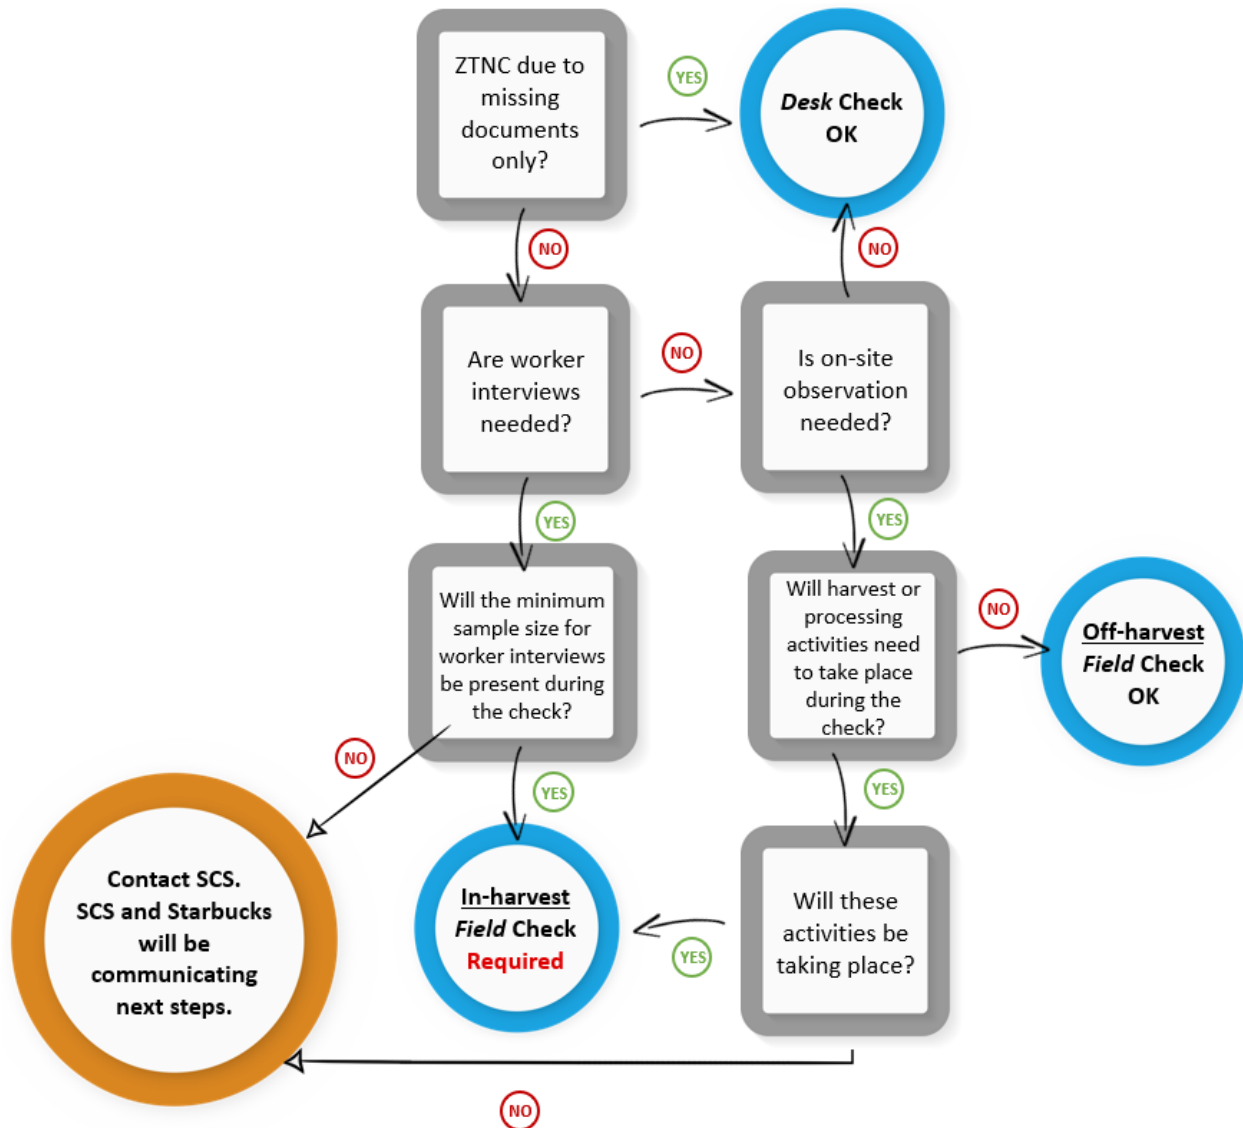 ZTNC due to
missing
documents
only?
YES
Desk Check
OK
NO
NO
Are worker
interviews
needed?
NO
Is on-site
observation
needed?
YES
YES
Will the minimum
sample size for
worker interviews
be present during
the check?
Will harvest or
processing
activities need
to take place
during the
check?
NO
Off-harvest
Field Check
OK
NO
YES
YES
Contact SCS.
SCS and Starbucks
will be
communicating
next steps.
In-harvest
Field Check
Required
YES
Will these
activities be
taking place?
NO